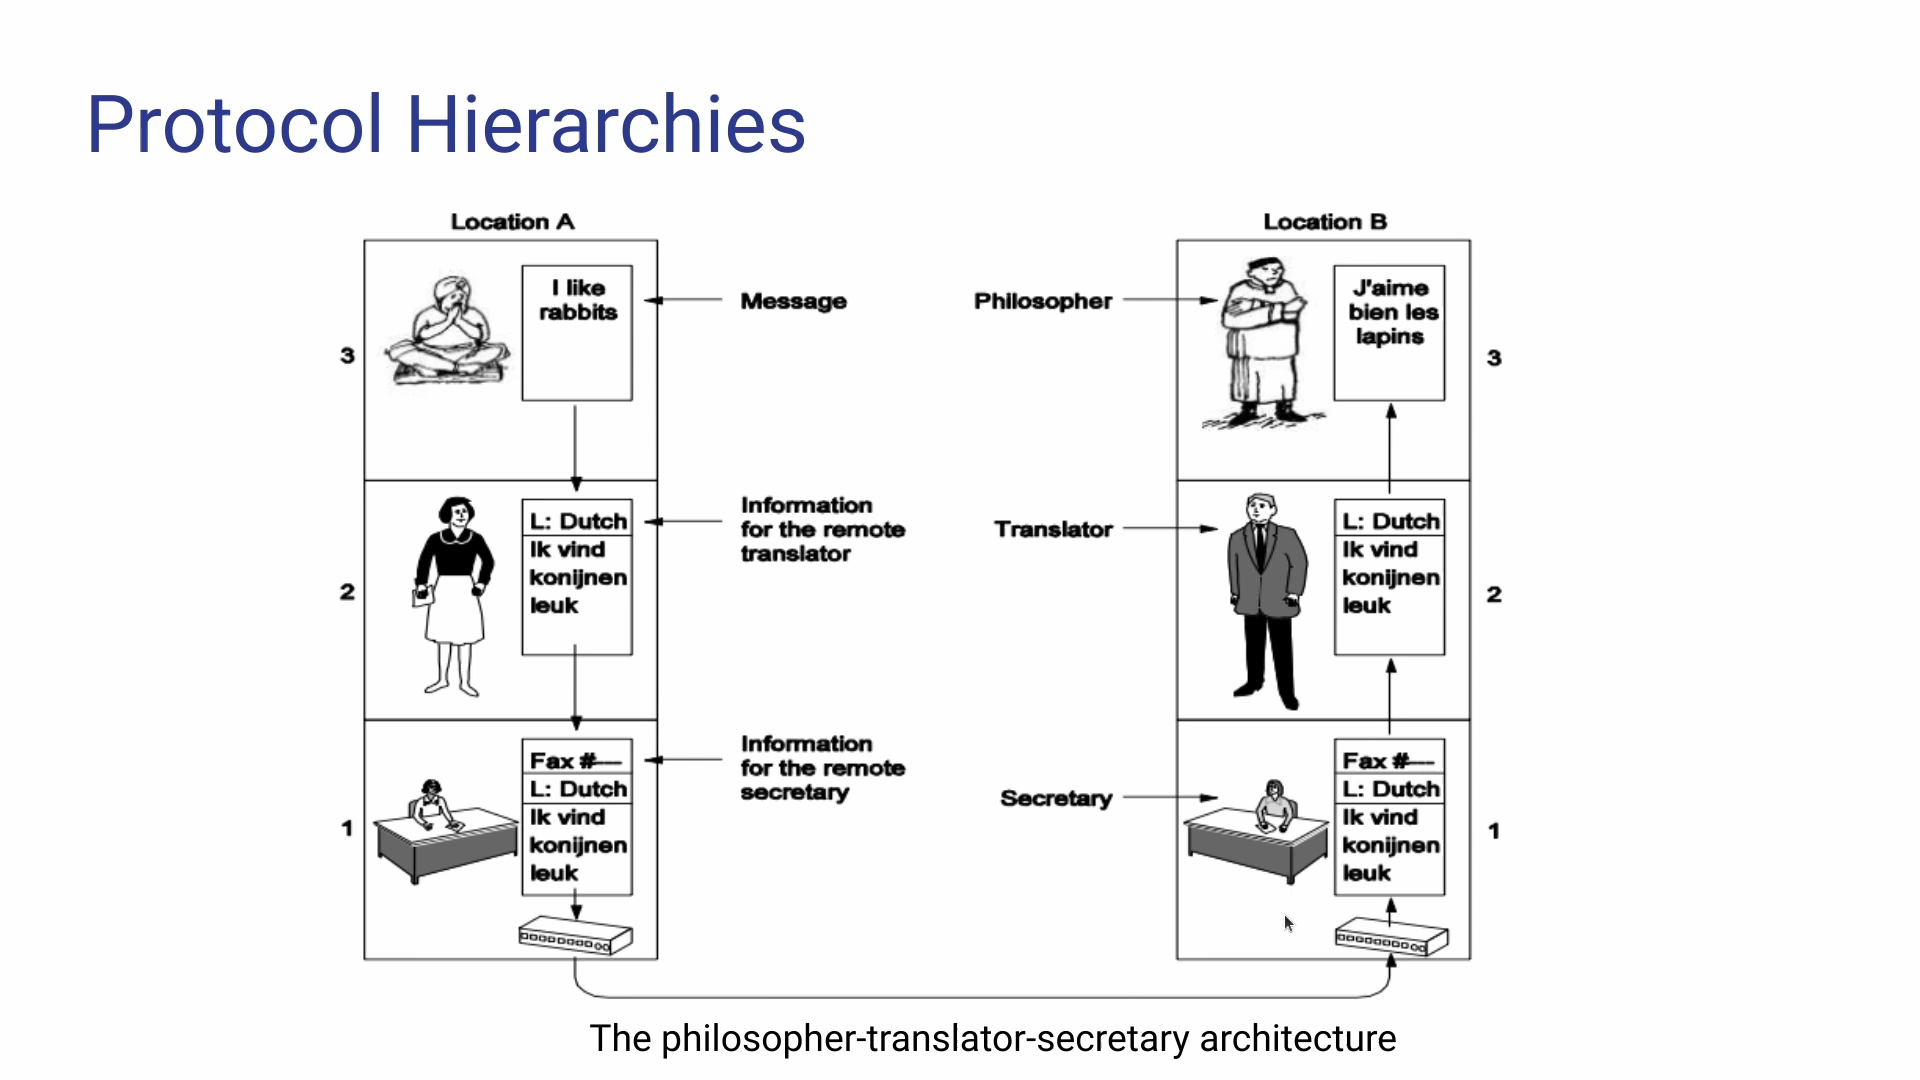 Protocol Hierarchies
Location A
Location B
I like
rabbits
Message
Philosopher
J'aime
bien les
lapins
3
3
L: Dutch
Ik vind
konijnen
leuk
Information
for the remote
translator
Translator
L: Dutch
Ik vind
konijnen
leuk
2
2
Fax #---
L: Dutch
Ik vind
konijnen
leuk
Information
for the remote
secretary
Secretary
Fax #---
L: Dutch
Ik vind
konijnen
leuk
1
1
The philosopher-translator-secretary architecture